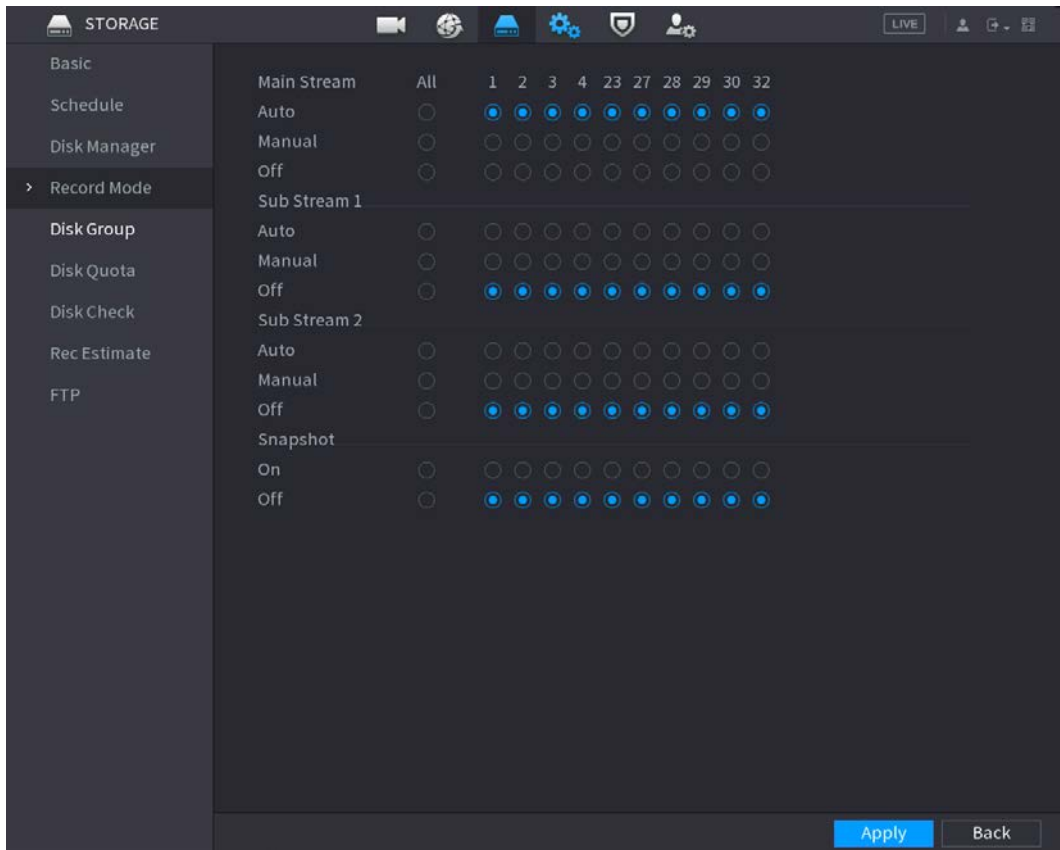 STORAGE LIVE
Basic
Schedule
Disk Manager
Record Mode
Disk Group
Disk Quota
Disk Check
Rec Estimate
FTP
Main Stream All 1 2 3 4 23 27 28 29 30 32
Auto
Manual
Off
Sub Stream 1
Auto
Manual
Off
Sub Stream 2
Auto
Manual
Off
Snapshot
On
Off
Apply Back